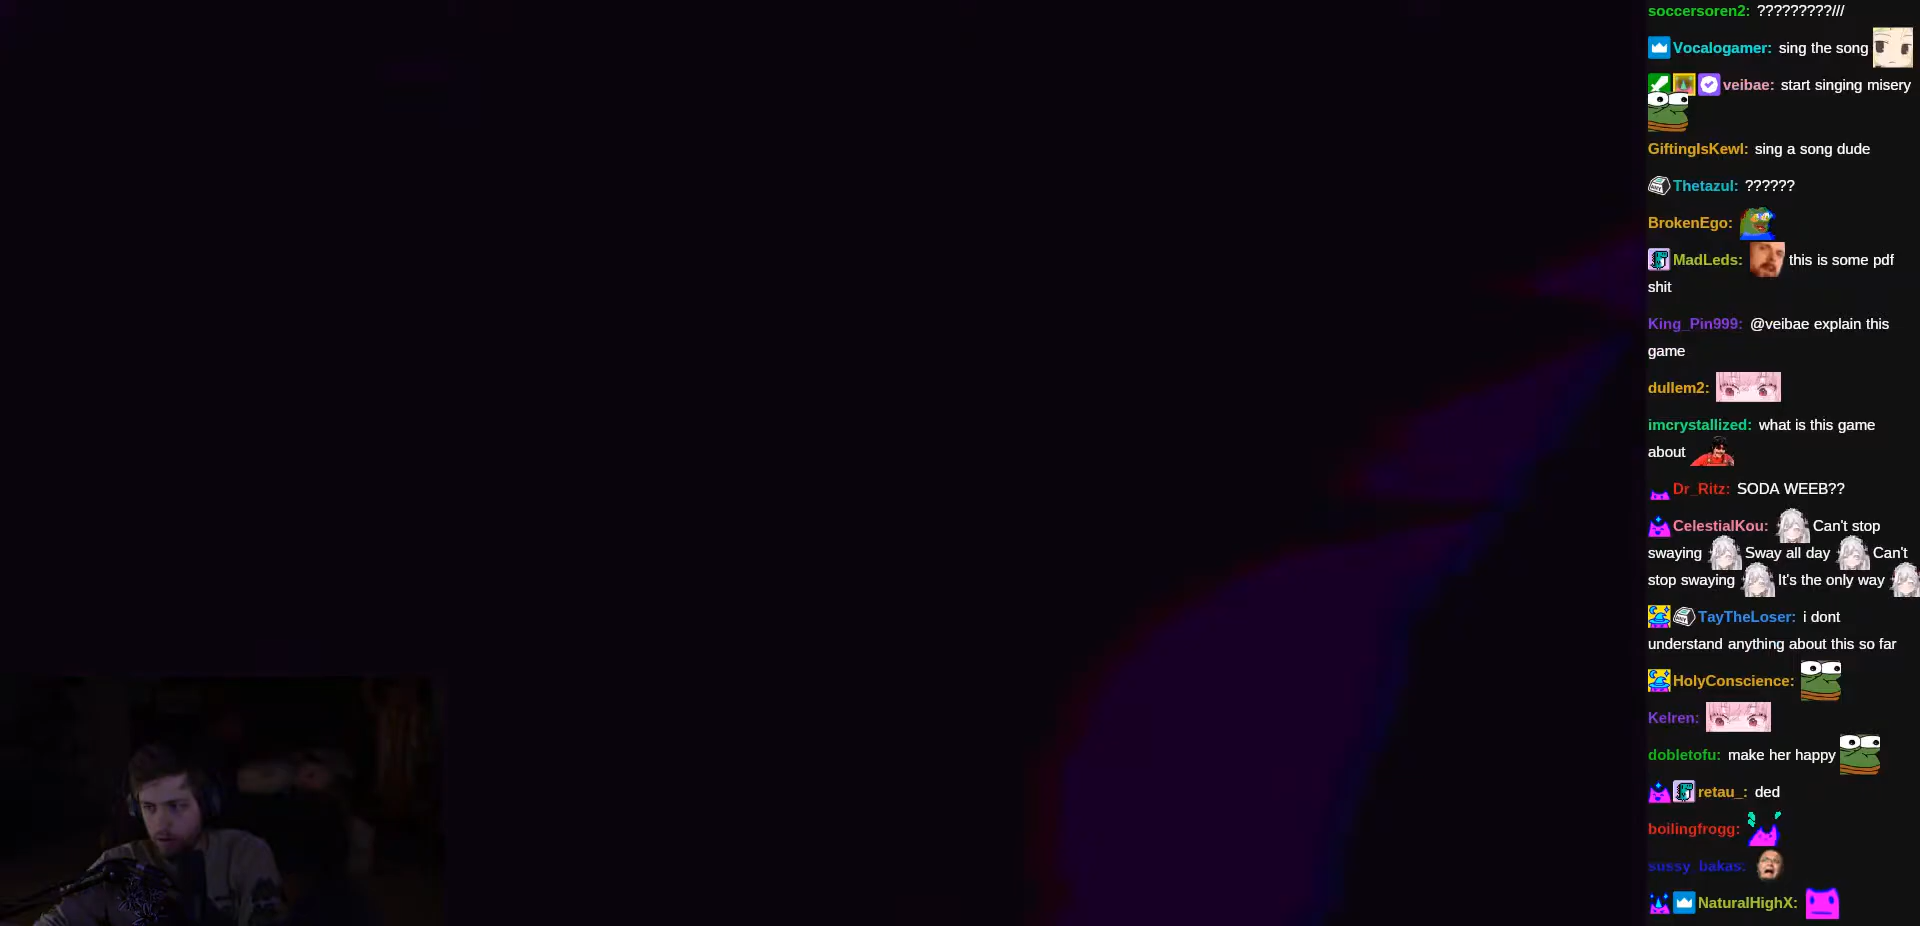 soccersoren2: ?????????///
Vocalogamer: sing the song
veibae: start singing misery
GiftingIsKewl: sing a song dude
Thetazul: ??????
BrokenEgo:
MadLeds: this is some pdf
shit
King_Pin999: @veibae explain this
game
dullem2:
imcrystallized: what is this game
about
Dr_Ritz: SODA WEEB??
CelestialKou: Can't stop
swaying Sway all day Can't
stop swaying It's the only way
TayTheLoser: i dont
understand anything about this so far
HolyConscience:
Kelren:
dobletofu: make her happy
retau_: ded
boilingfrogg:
sussy_bakas:
NaturalHighX: